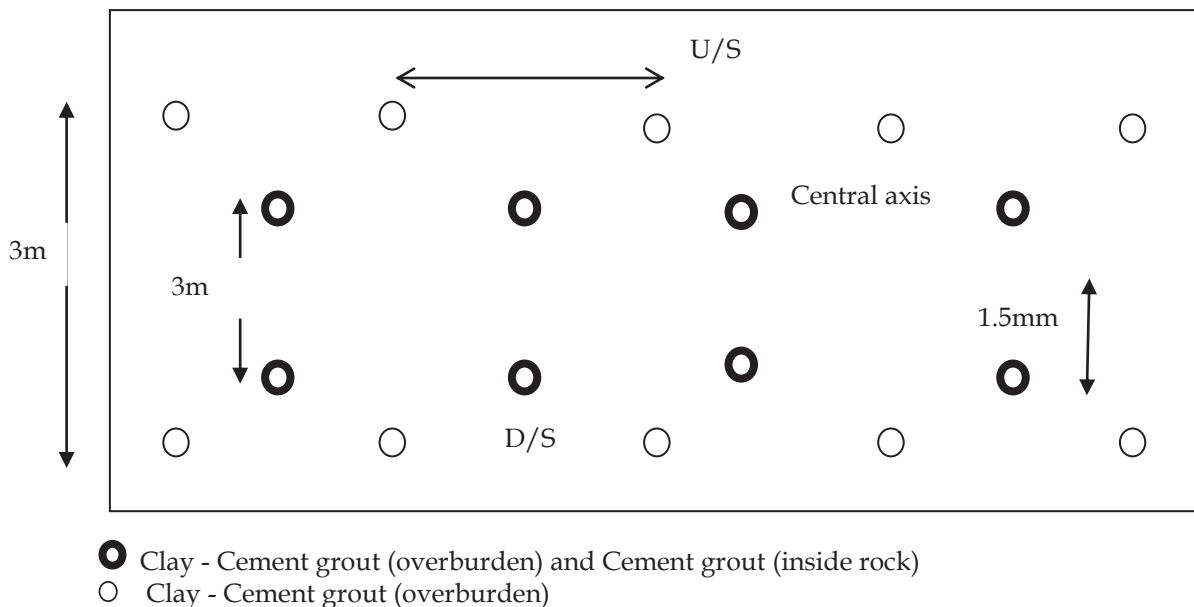 U/S
Central axis
3m
3m
1.5mm
D/S
Clay - Cement grout (overburden) and Cement grout (inside rock)
Clay - Cement grout (overburden)